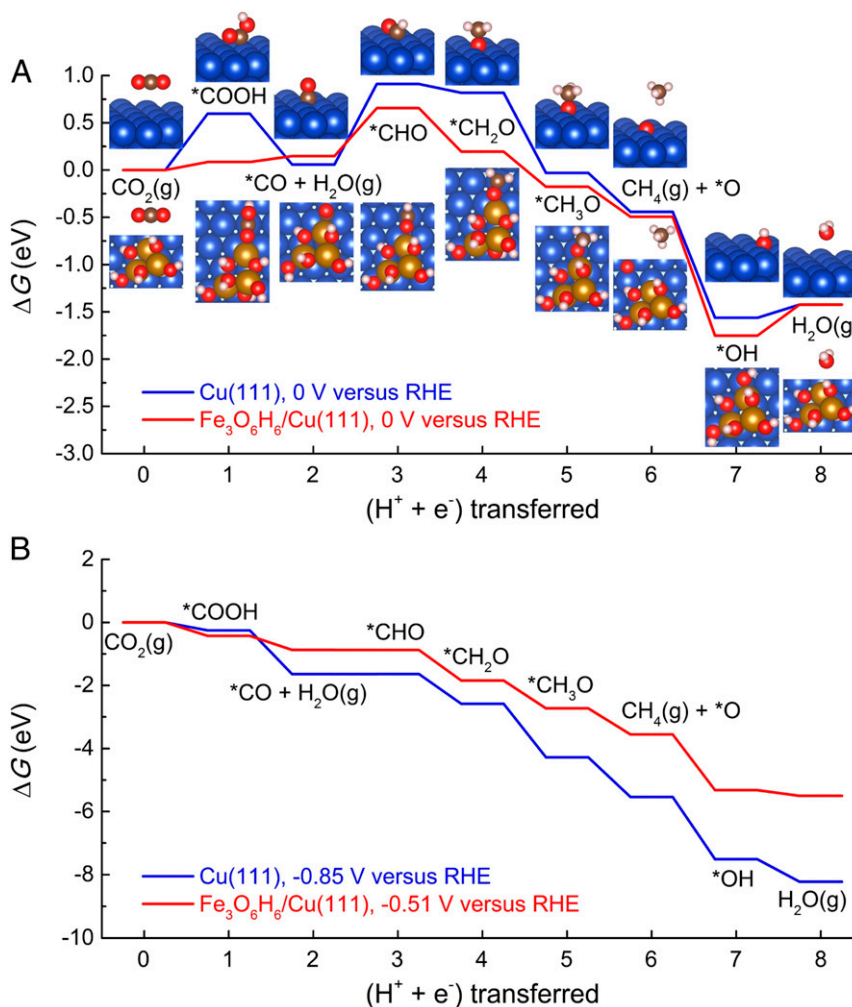 A
1.0
0.5
0.0
-0.5
-1.0
-1.5
-2.0
-2.5
-3.0
ΔG (eV)
*COOH
CO₂(g)
*CO + H₂O(g)
*CHO
*CH₂O
*CH₃O
CH₄(g) + *O
*OH
H₂O(g
Cu(111), 0 V versus RHE
Fe₃O₆H₆/Cu(111), 0 V versus RHE
0 1 2 3 4 5 6 7 8
(H⁺ + e⁻) transferred
B
2
0
-2
-4
-6
-8
-10
ΔG (eV)
*COOH
CO₂(g)
*CO + H₂O(g)
*CHO
*CH₂O
*CH₃O
CH₄(g) + *O
*OH
H₂O(g)
Cu(111), -0.85 V versus RHE
Fe₃O₆H₆/Cu(111), -0.51 V versus RHE
0 1 2 3 4 5 6 7 8
(H⁺ + e⁻) transferred